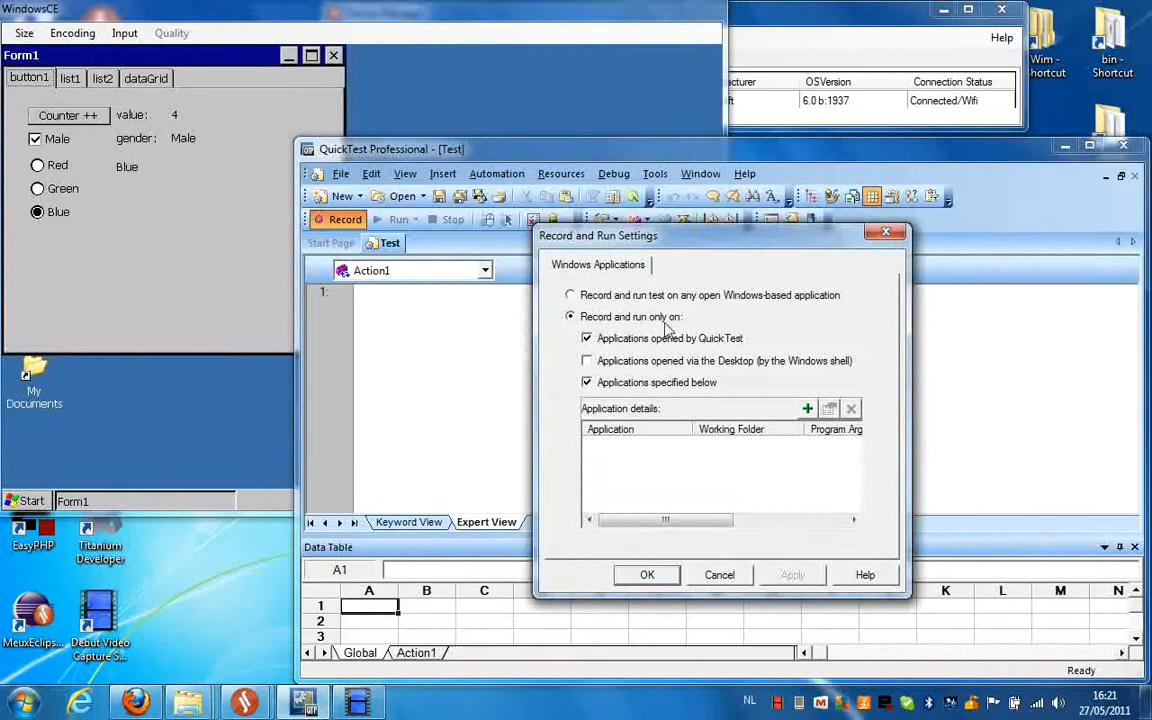 WindowsCE
Size Encoding Input Quality
Form1
button1 list1 list2 dataGrid
Counter ++ value: 4
Male gender: Male
Red Blue
Green
Blue
My Documents
Start Form1
Help
acturer OSVersion Connection Status
ft 6.0 b:1937 Connected/Wifi
Wim - Shortcut
bin - Shortcut
QuickTest Professional - [Test]
File Edit View Insert Automation Resources Debug Tools Window Help
New Open
Record Run Stop
Start Page Test
Action1
1:
Record and Run Settings
Windows Applications
Record and run test on any open Windows-based application
Record and run only on:
Applications opened by QuickTest
Applications opened via the Desktop (by the Windows shell)
Applications specified below
Application details:
Application Working Folder Program Arg
OK Cancel Apply Help
Keyword View Expert View
Data Table
A1
A B C K L M N
1
2
3
Global Action1
Ready
EasyPHP
Titanium Developer
MeuxEclips...
Debut Video Capture S...
QTP
NL
16:21
27/05/2011